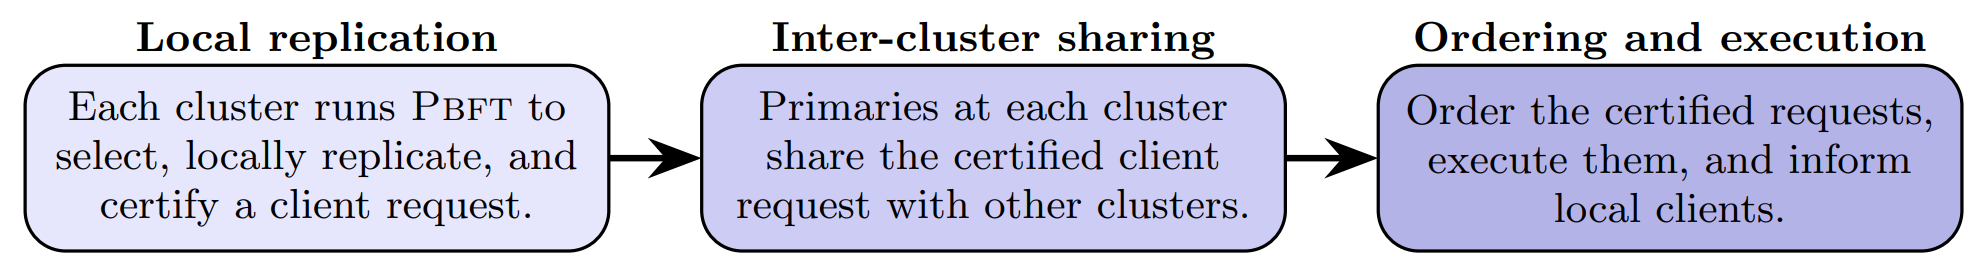 Local replication
Each cluster runs PBFT to
select, locally replicate, and
certify a client request.
Inter-cluster sharing
Primaries at each cluster
share the certified client
request with other clusters.
Ordering and execution
Order the certified requests,
execute them, and inform
local clients.